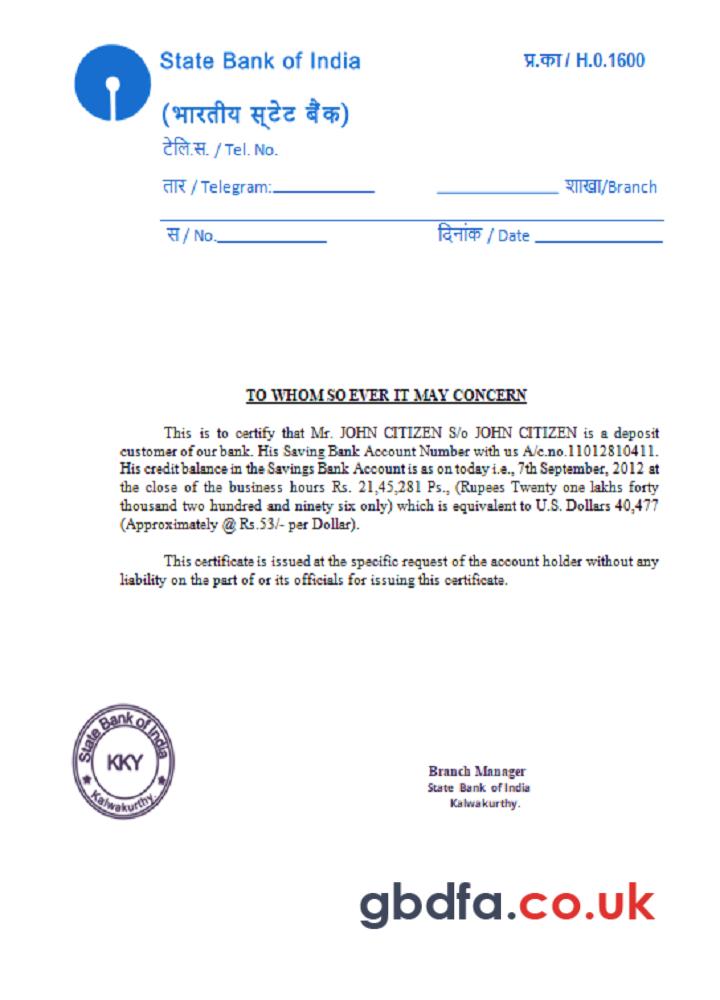 State Bank of India
प्र.का / H.0.1600
(भारतीय स्टेट बैंक)
टेलि.स. / Tel. No.
तार / Telegram:
शाखा/Branch
स / No.
दिनांक / Date
TO WHOM SO EVER IT MAY CONCERN
This is to certify that Mr. JOHN CITIZEN S/o JOHN CITIZEN is a deposit
customer of our bank. His Saving Bank Account Number with us A/c.no.11012810411.
His credit balance in the Savings Bank Account is as on today i.e., 7th September, 2012 at
the close of the business hours Rs. 21,45,281 Ps., (Rupees Twenty one lakhs forty
thousand two hundred and ninety six only) which is equivalent to U.S. Dollars 40,477
(Approximately @ Rs.53/- per Dollar).
This certificate is issued at the specific request of the account holder without any
liability on the part of or its officials for issuing this certificate.
State Bank of India
KKY
Kalwakurthy.
Branch Manager
State Bank of India
Kalwakurthy.
gbdfa.co.uk